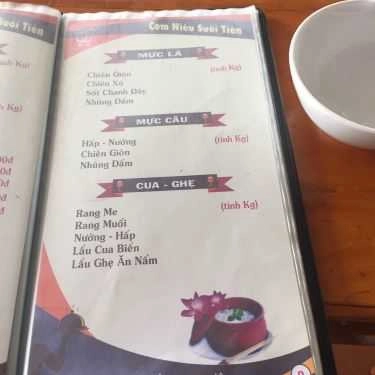 Suối Tiên
Cơm Niêu Suối Tiên
MỰC LÁ
Chiên Giòn
(tính Kg)
Chiên Xù
Sốt Chanh Dây
Nhúng Dấm
MỰC CÂU
Hấp - Nướng
(tính Kg)
Chiên Giòn
Nhúng Dấm
CUA - GHẸ
Rang Me
(tính Kg)
Rang Muối
Nướng - Hấp
Lẩu Cua Biển
Lẩu Ghẹ Ăn Nấm